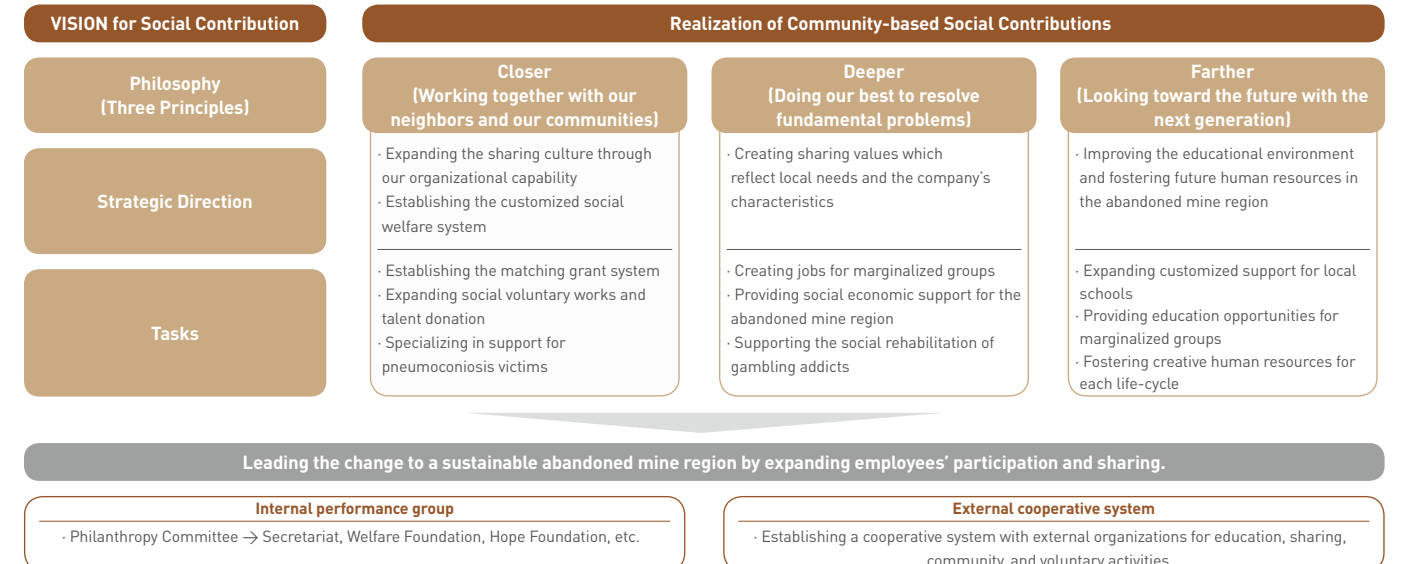 VISION for Social Contribution
Realization of Community-based Social Contributions
Philosophy
(Three Principles)
Closer
(Working together with our
neighbors and our communities)
Deeper
(Doing our best to resolve
fundamental problems)
Farther
(Looking toward the future with the
next generation)
Strategic Direction
· Expanding the sharing culture through
our organizational capability
· Establishing the customized social
welfare system
· Creating sharing values which
reflect local needs and the company's
characteristics
· Improving the educational environment
and fostering future human resources in
the abandoned mine region
Tasks
· Establishing the matching grant system
· Expanding social voluntary works and
talent donation
· Specializing in support for
pneumoconiosis victims
· Creating jobs for marginalized groups
· Providing social economic support for the
abandoned mine region
· Supporting the social rehabilitation of
gambling addicts
· Expanding customized support for local
schools
· Providing education opportunities for
marginalized groups
· Fostering creative human resources for
each life-cycle
Leading the change to a sustainable abandoned mine region by expanding employees' participation and sharing.
Internal performance group
· Philanthropy Committee → Secretariat, Welfare Foundation, Hope Foundation, etc.
External cooperative system
· Establishing a cooperative system with external organizations for education, sharing,
community, and voluntary activities